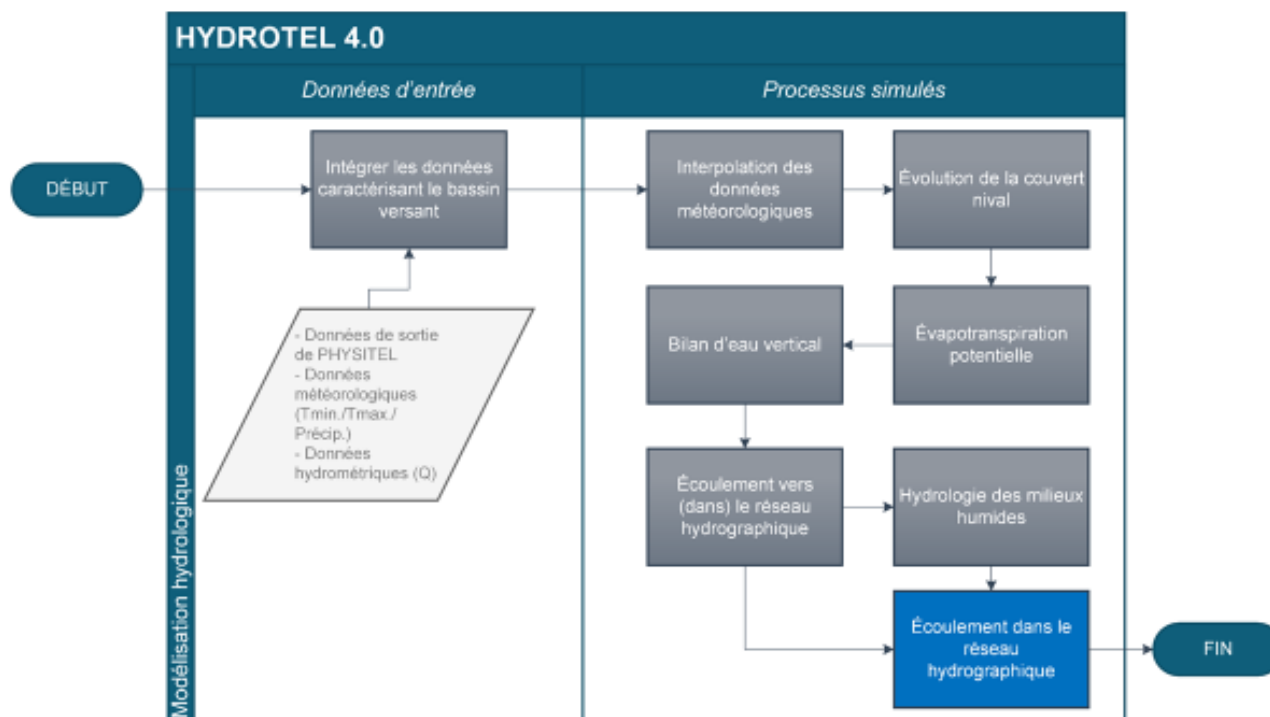 HYDROTEL 4.0
Données d'entrée
Processus simulés
Modélisation hydrologique
DÉBUT
Intégrer les données
caractérisant le bassin
versant
- Données de sortie
de PHYSITEL
- Données
météorologiques
(Tmin./Tmax./
Précip.)
- Données
hydrométriques (Q)
Interpolation des
données
météorologiques
Évolution de la couvert
nival
Évapotranspiration
potentielle
Bilan d'eau vertical
Écoulement vers
(dans) le réseau
hydrographique
Hydrologie des milieux
humides
Écoulement dans le
réseau
hydrographique
FIN